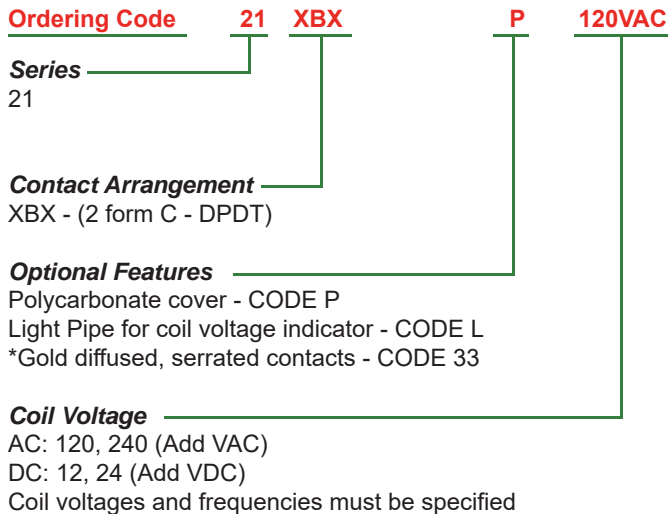 Ordering Code 21 XBX P 120VAC
Series
21
Contact Arrangement
XBX - (2 form C - DPDT)
Optional Features
Polycarbonate cover - CODE P
Light Pipe for coil voltage indicator - CODE L
*Gold diffused, serrated contacts - CODE 33
Coil Voltage
AC: 120, 240 (Add VAC)
DC: 12, 24 (Add VDC)
Coil voltages and frequencies must be specified